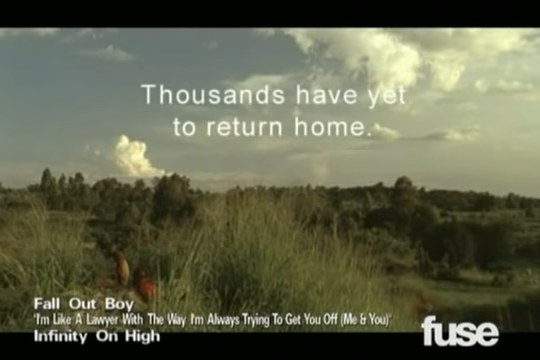 Thousands have yet
to return home.
Fall Out Boy
'I'm Like A Lawyer With The Way I'm Always Trying To Get You Off (Me & You)'
Infinity On High
fuse